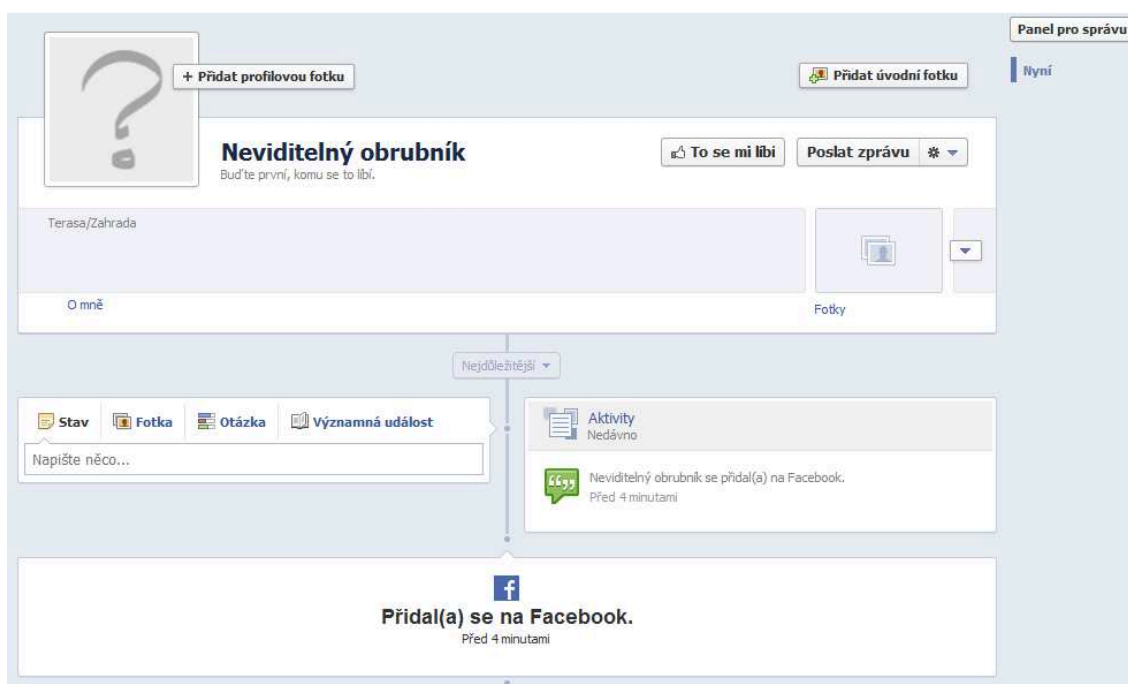 Panel pro správu
Nyní
+ Přidat profilovou fotku
Přidat úvodní fotku
Neviditelný obrubník
Buďte první, komu se to líbí.
To se mi líbi
Poslat zprávu
Terasa/Zahrada
O mně
Fotky
Nejdůležitější
Stav
Fotka
Otázka
Významná událost
Napište něco...
Aktivity
Nedávno
Neviditelný obrubník se přidal(a) na Facebook.
Před 4 minutami
f
Přidal(a) se na Facebook.
Před 4 minutami